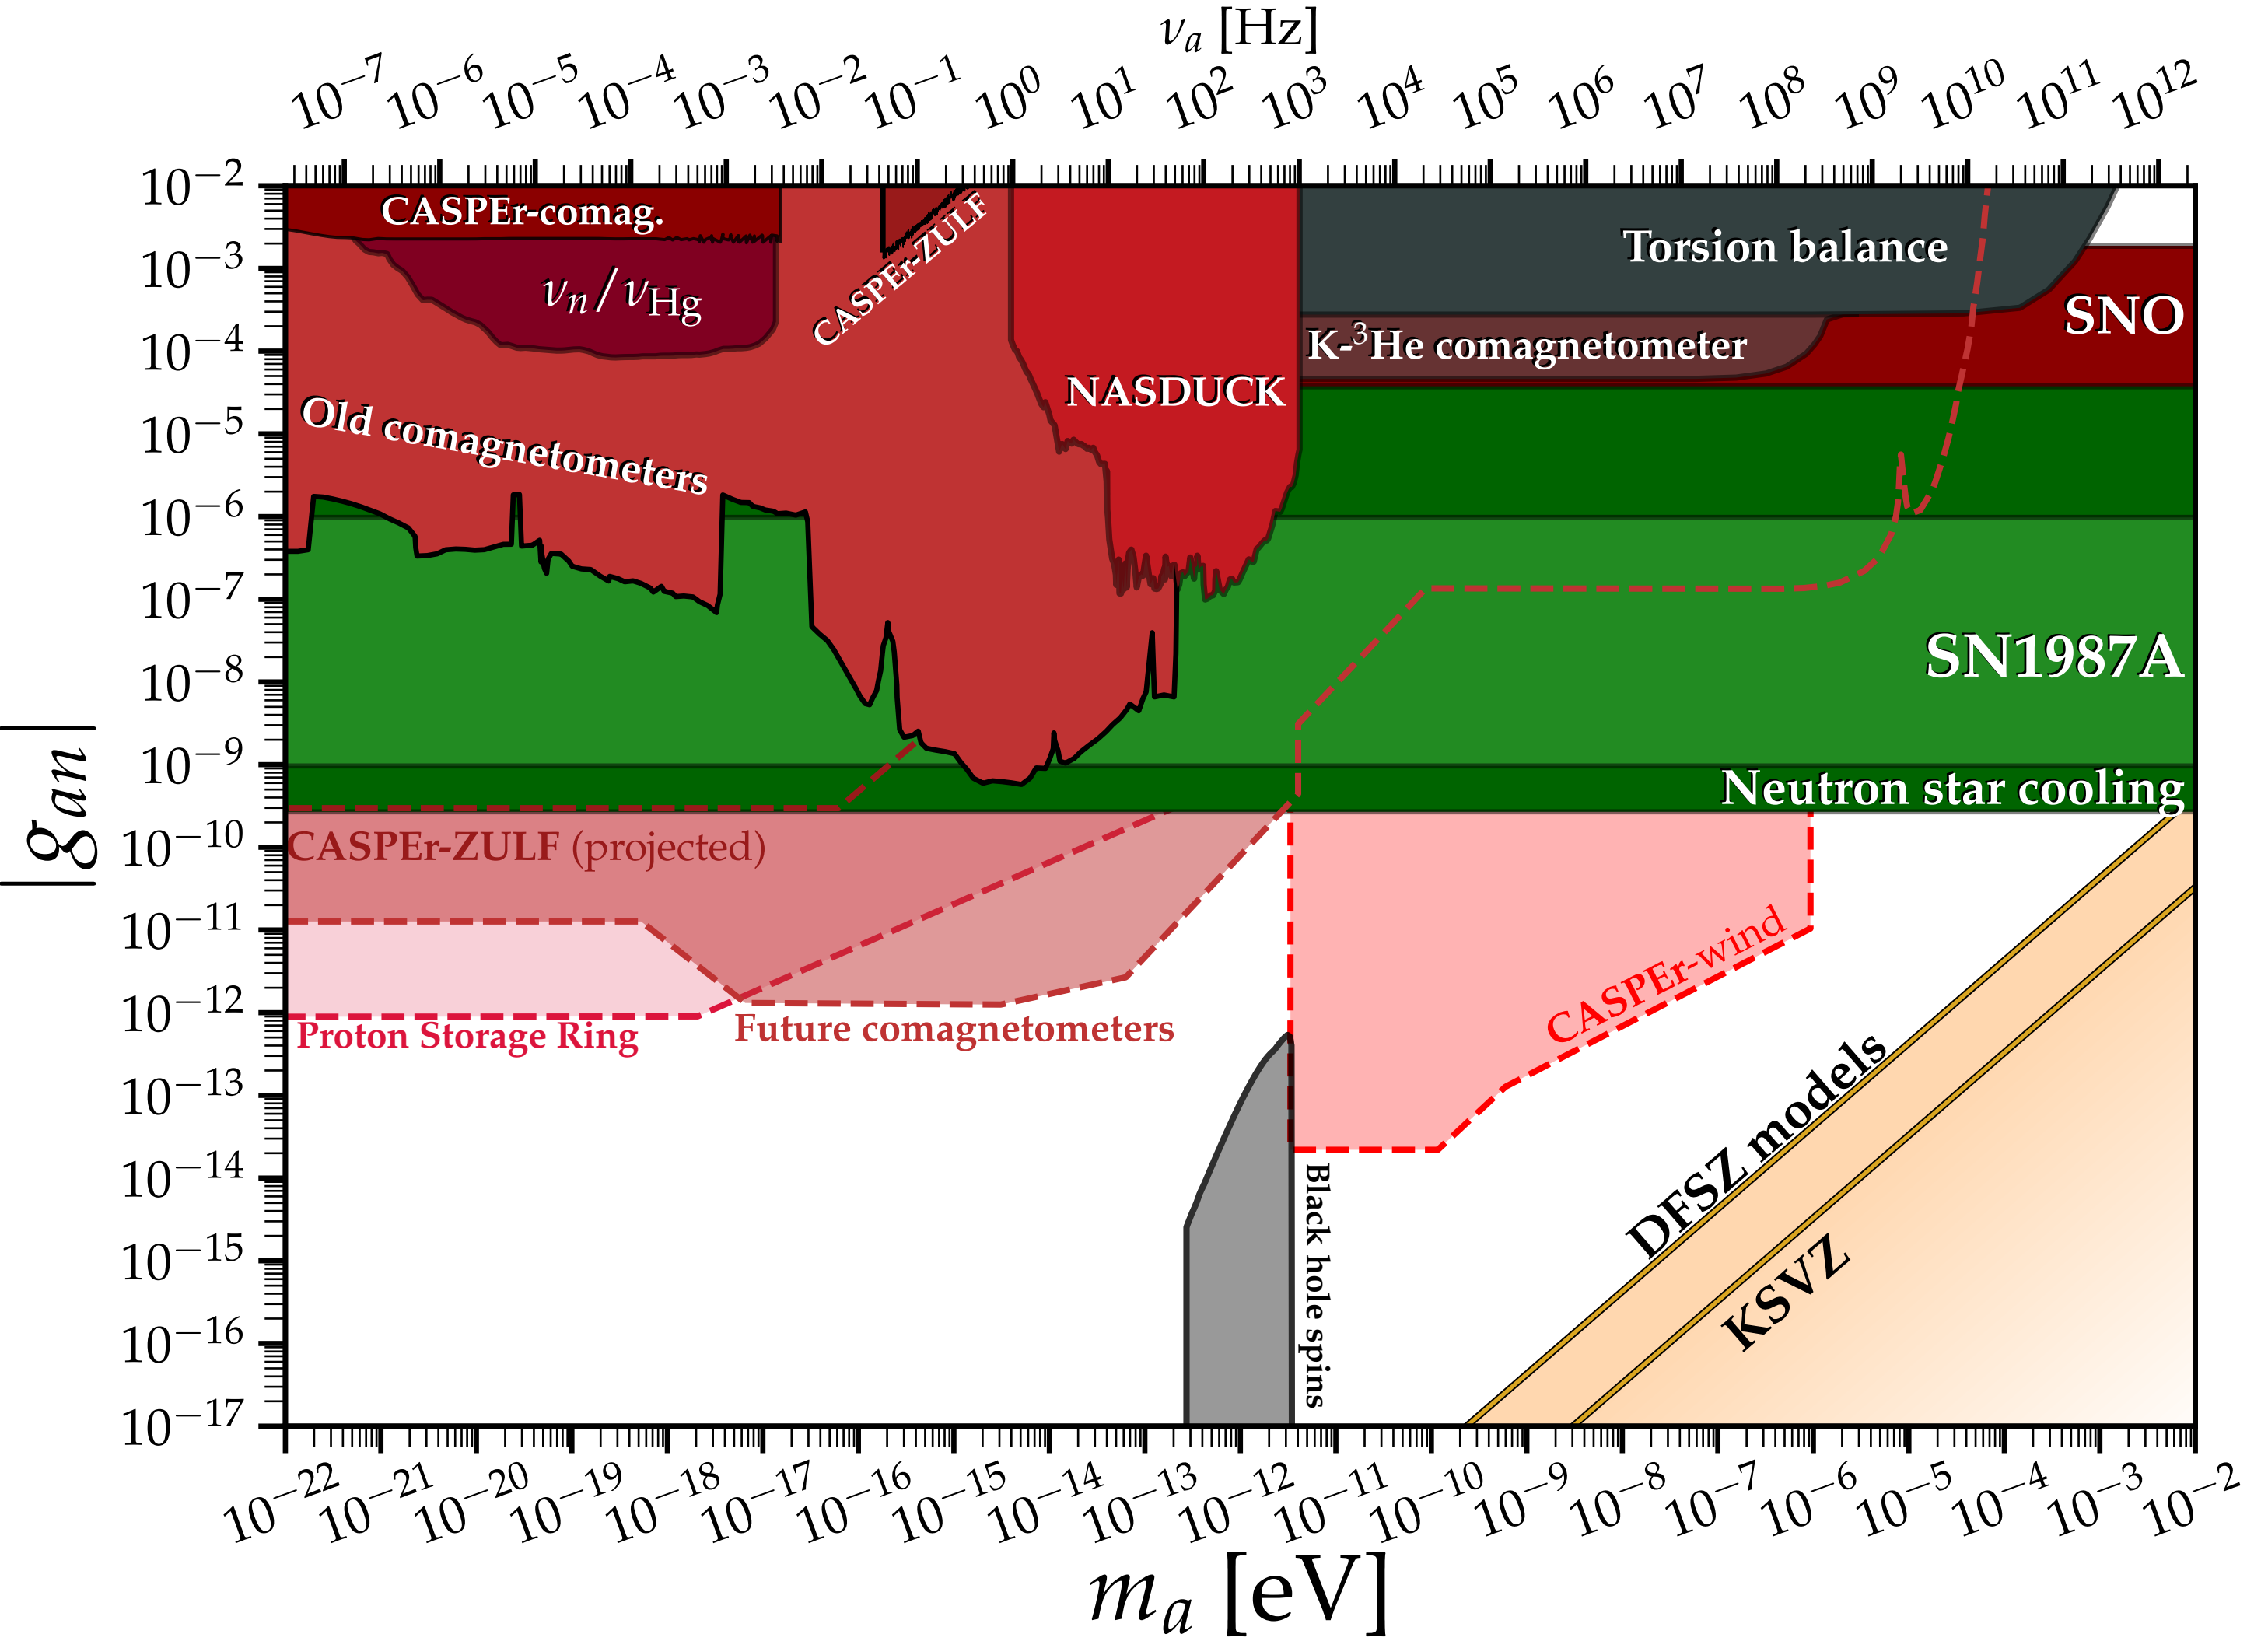 ν_a [Hz]
10^−7 10^−6 10^−5 10^−4 10^−3 10^−2 10^−1 10^0 10^1 10^2 10^3 10^4 10^5 10^6 10^7 10^8 10^9 10^10 10^11 10^12
10^−2
10^−3
10^−4
10^−5
10^−6
10^−7
10^−8
10^−9
10^−10
10^−11
10^−12
10^−13
10^−14
10^−15
10^−16
10^−17
|g_an|
CASPEr-comag.
ν_n/ν_Hg
CASPEr-ZULF
Torsion balance
SNO
K-³He comagnetometer
NASDUCK
Old comagnetometers
SN1987A
Neutron star cooling
CASPEr-ZULF (projected)
CASPEr-wind
Proton Storage Ring
Future comagnetometers
Black hole spins
DFSZ models
KSVZ
10^−22 10^−21 10^−20 10^−19 10^−18 10^−17 10^−16 10^−15 10^−14 10^−13 10^−12 10^−11 10^−10 10^−9 10^−8 10^−7 10^−6 10^−5 10^−4 10^−3 10^−2
m_a [eV]